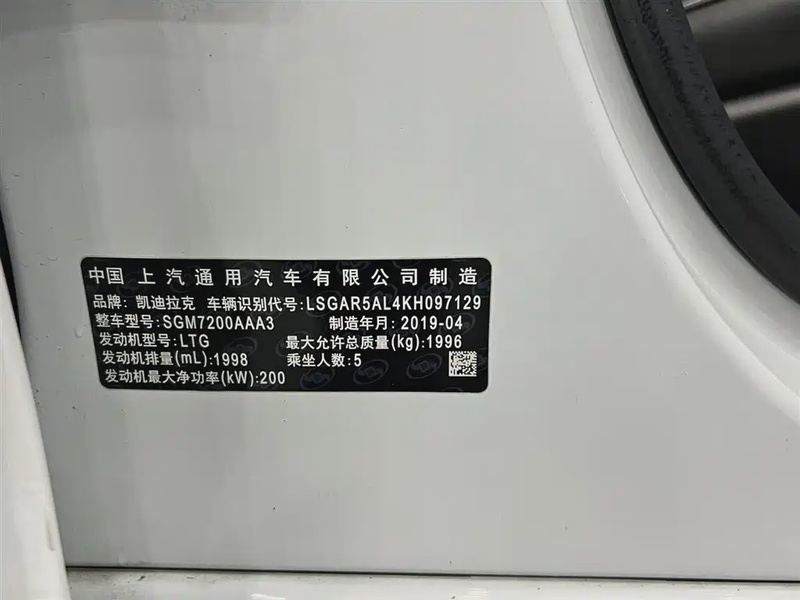 中国 上汽通用汽车有限公司制造
品牌: 凯迪拉克 车辆识别代号:LSGAR5AL4KH097129
整车型号:SGM7200AAA3 制造年月:2019-04
发动机型号:LTG 最大允许总质量(kg):1996
发动机排量(mL):1998 乘坐人数:5
发动机最大净功率(kW):200